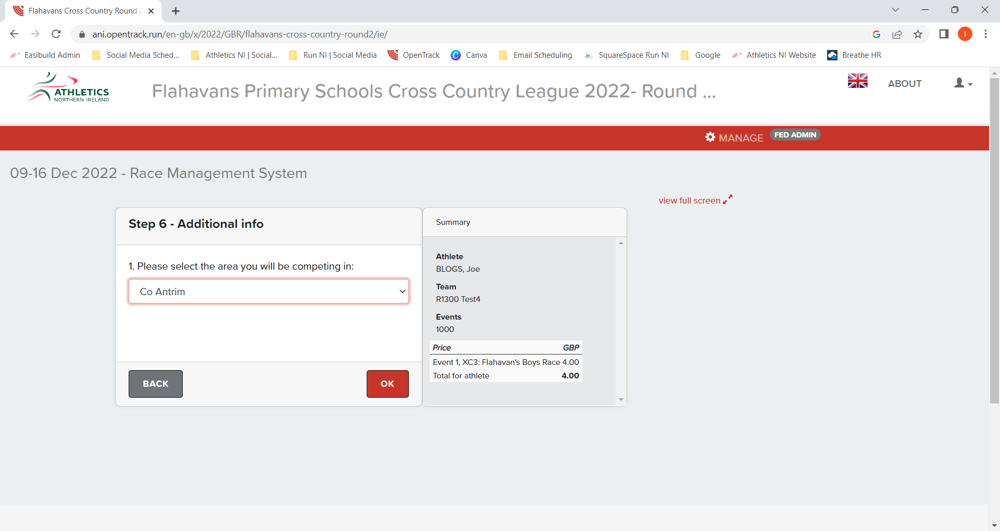 Flahavans Cross Country Round 2
ani.opentrack.run/en-gb/x/2022/GBR/flahavans-cross-country-round2/ie/
I
Easibuild Admin Social Media Sched... Athletics NI | Social... Run NI | Social Media OpenTrack Canva Email Scheduling SquareSpace Run NI Google Athletics NI Website Breathe HR
ATHLETICS
NORTHERN IRELAND
Flahavans Primary Schools Cross Country League 2022- Round ...
ABOUT
MANAGE FED ADMIN
09-16 Dec 2022 - Race Management System
view full screen
Step 6 - Additional info
1. Please select the area you will be competing in:
Co Antrim
BACK OK
Summary
Athlete
BLOGS, Joe
Team
R1300 Test4
Events
1000
Price GBP
Event 1, XC3: Flahavan's Boys Race 4.00
Total for athlete 4.00